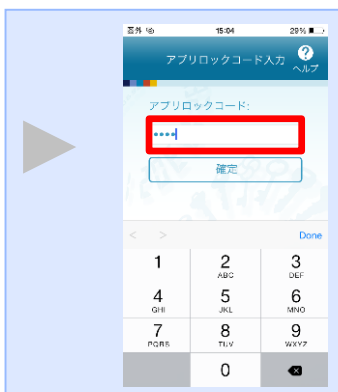 圏外 15:04 29%
アプリロックコード入力
?
ヘルプ
アプリロックコード:
••••
確定
< > Done
1 2 3
ABC DEF
4 5 6
GHI JKL MNO
7 8 9
PQRS TUV WXYZ
0